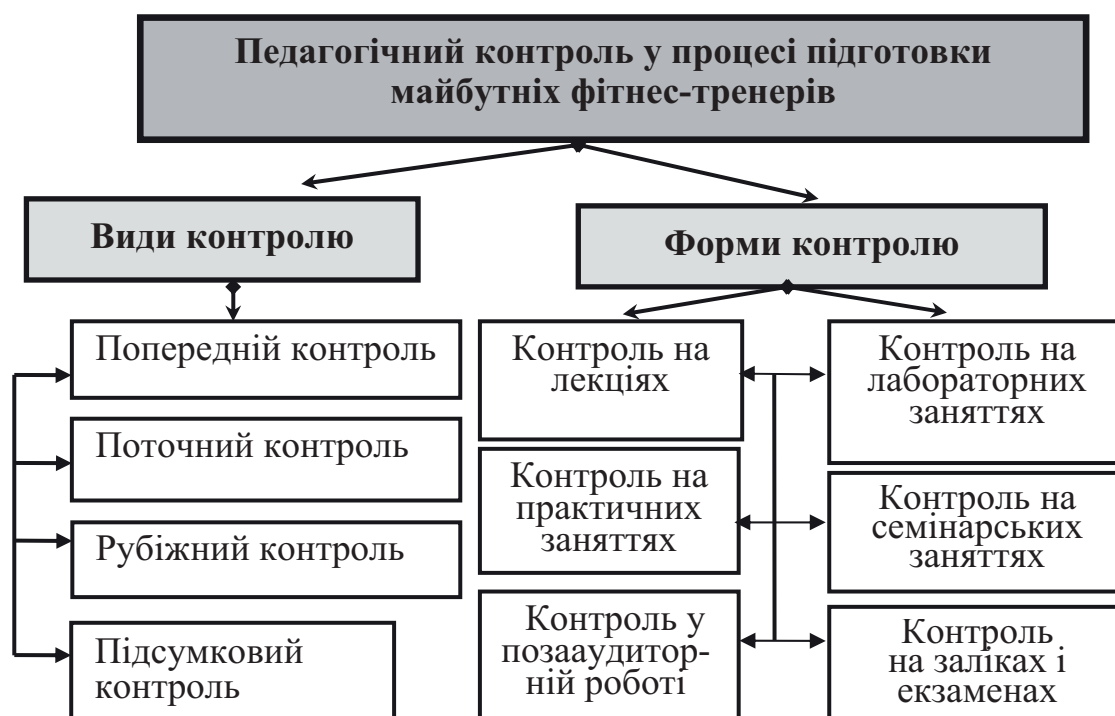 Педагогічний контроль у процесі підготовки
майбутніх фітнес-тренерів
Види контролю
Форми контролю
Попередній контроль
Поточний контроль
Рубіжний контроль
Підсумковий
контроль
Контроль на
лекціях
Контроль на
лабораторних
заняттях
Контроль на
практичних
заняттях
Контроль на
семінарських
заняттях
Контроль у
позааудитор-
ній роботі
Контроль
на заліках і
екзаменах